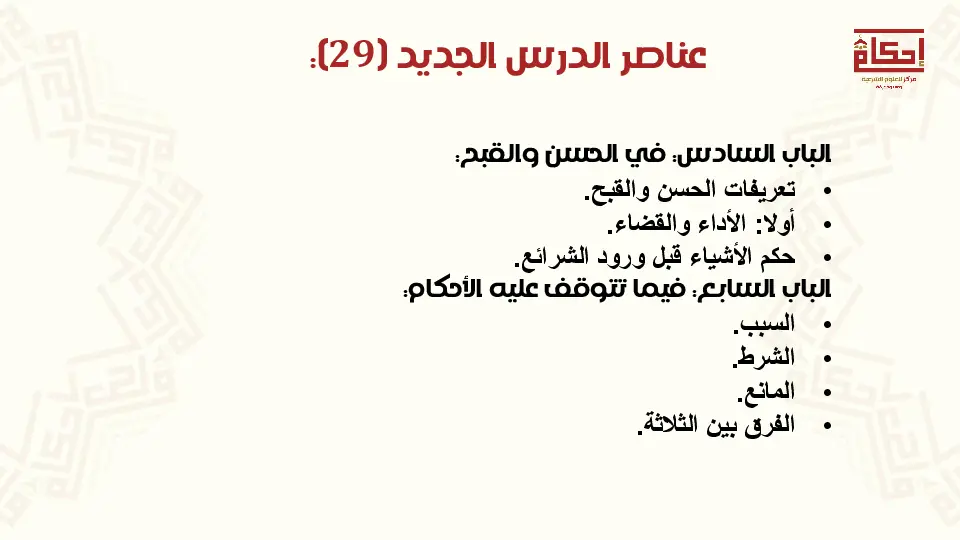 عناصر الدرس الجديد (29):
إحكام
مركز للعلوم الشرعية
الباب السادس: في الحسن والقبح:
• تعريفات الحسن والقبح.
• أولا: الأداء والقضاء.
• حكم الأشياء قبل ورود الشرائع.
الباب السابع: فيما تتوقف عليه الأحكام:
• السبب.
• الشرط.
• المانع.
• الفرق بين الثلاثة.